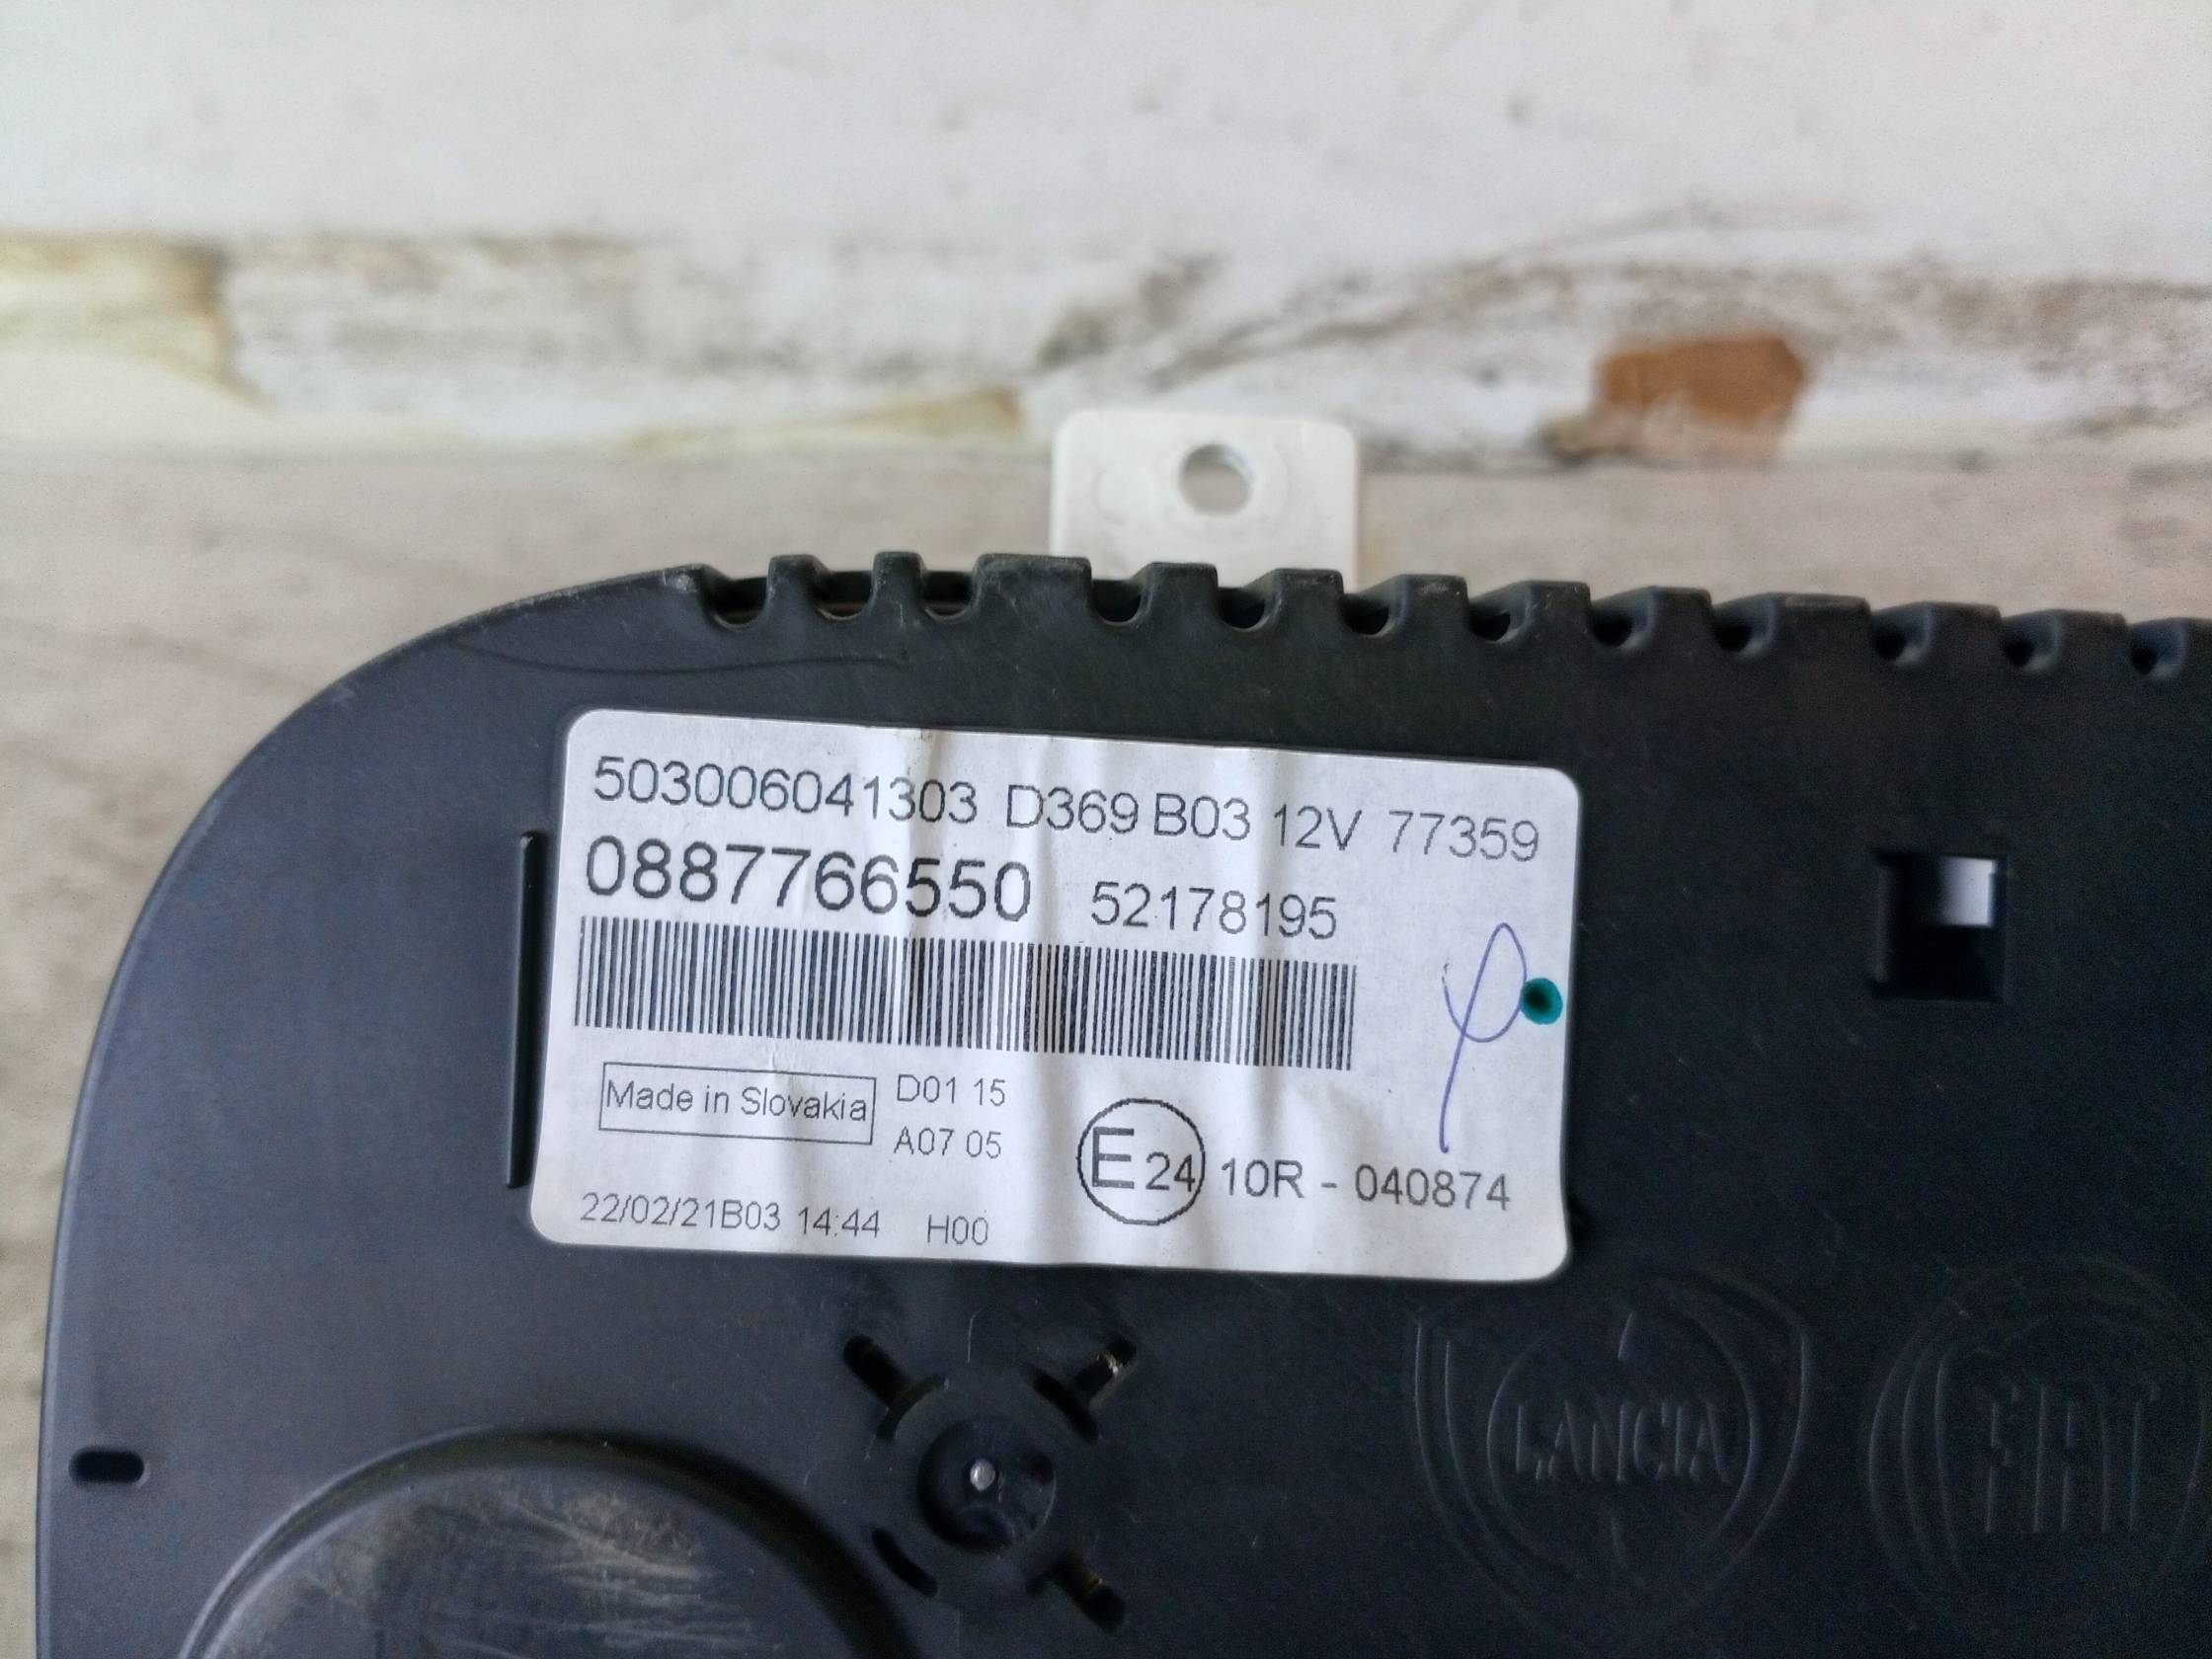 503006041303 D369 B03 12V 77359
0887766550 52178195
Made in Slovakia
D01 15
A07 05
E 24 10R - 040874
22/02/21B03 14:44 H00
LANCIA
FIAT